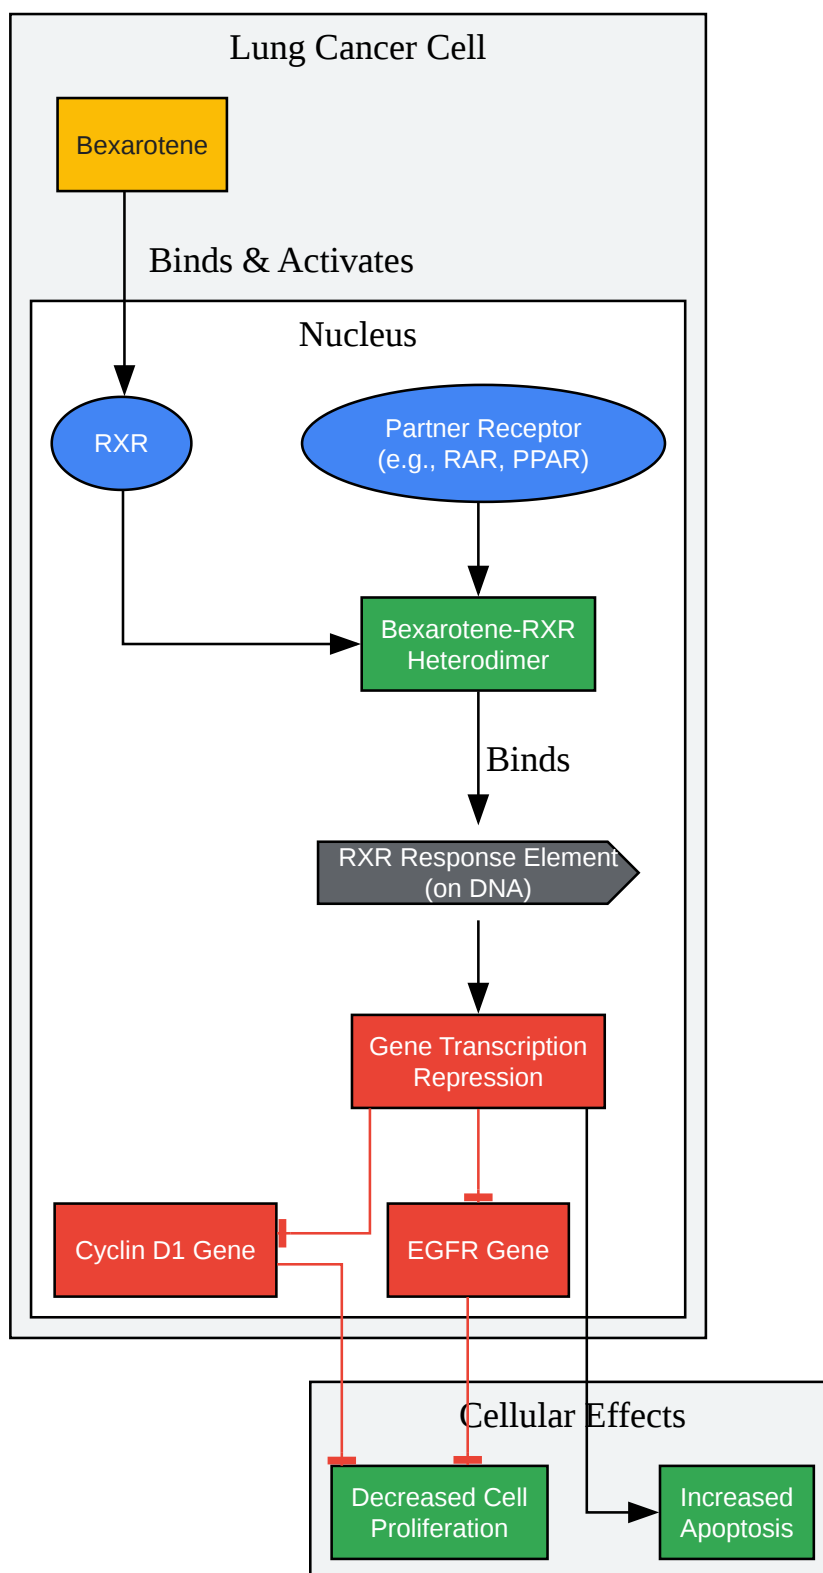 Lung Cancer Cell
Bexarotene
Binds & Activates
Nucleus
RXR
Partner Receptor
(e.g., RAR, PPAR)
Bexarotene-RXR
Heterodimer
Binds
RXR Response Element
(on DNA)
Gene Transcription
Repression
Cyclin D1 Gene
EGFR Gene
Cellular Effects
Decreased Cell
Proliferation
Increased
Apoptosis